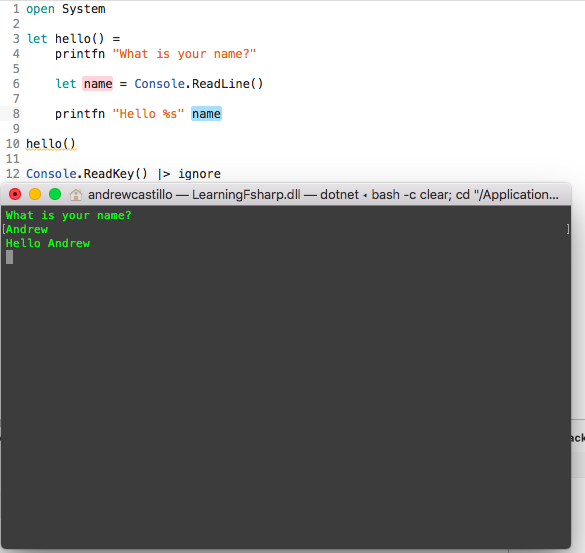 1 open System
2
3 let hello() =
4 printfn "What is your name?"
5
6 let name = Console.ReadLine()
7
8 printfn "Hello %s" name
9
10 hello()
11
12 Console.ReadKey() |> ignore
andrewcastillo — LearningFsharp.dll — dotnet ◂ bash -c clear; cd "/Application...
What is your name?
[Andrew ]
Hello Andrew
ack